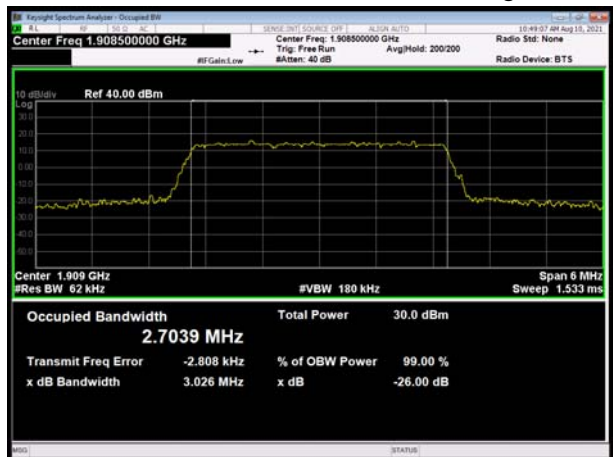 Keysight Spectrum Analyzer - Occupied BW
RL RF 50 Ω AC SENSE:INT SOURCE OFF ALIGN AUTO 10:49:07 AM Aug 10, 2021
Center Freq 1.908500000 GHz Center Freq: 1.908500000 GHz Radio Std: None
Trig: Free Run Avg|Hold: 200/200
#IFGain:Low #Atten: 40 dB Radio Device: BTS
10 dB/div Ref 40.00 dBm
Log
30.0
20.0
10.0
0.00
-10.0
-20.0
-30.0
-40.0
-50.0
Center 1.909 GHz Span 6 MHz
#Res BW 62 kHz #VBW 180 kHz Sweep 1.533 ms
Occupied Bandwidth Total Power 30.0 dBm
2.7039 MHz
Transmit Freq Error -2.808 kHz % of OBW Power 99.00 %
x dB Bandwidth 3.026 MHz x dB -26.00 dB
MSG STATUS